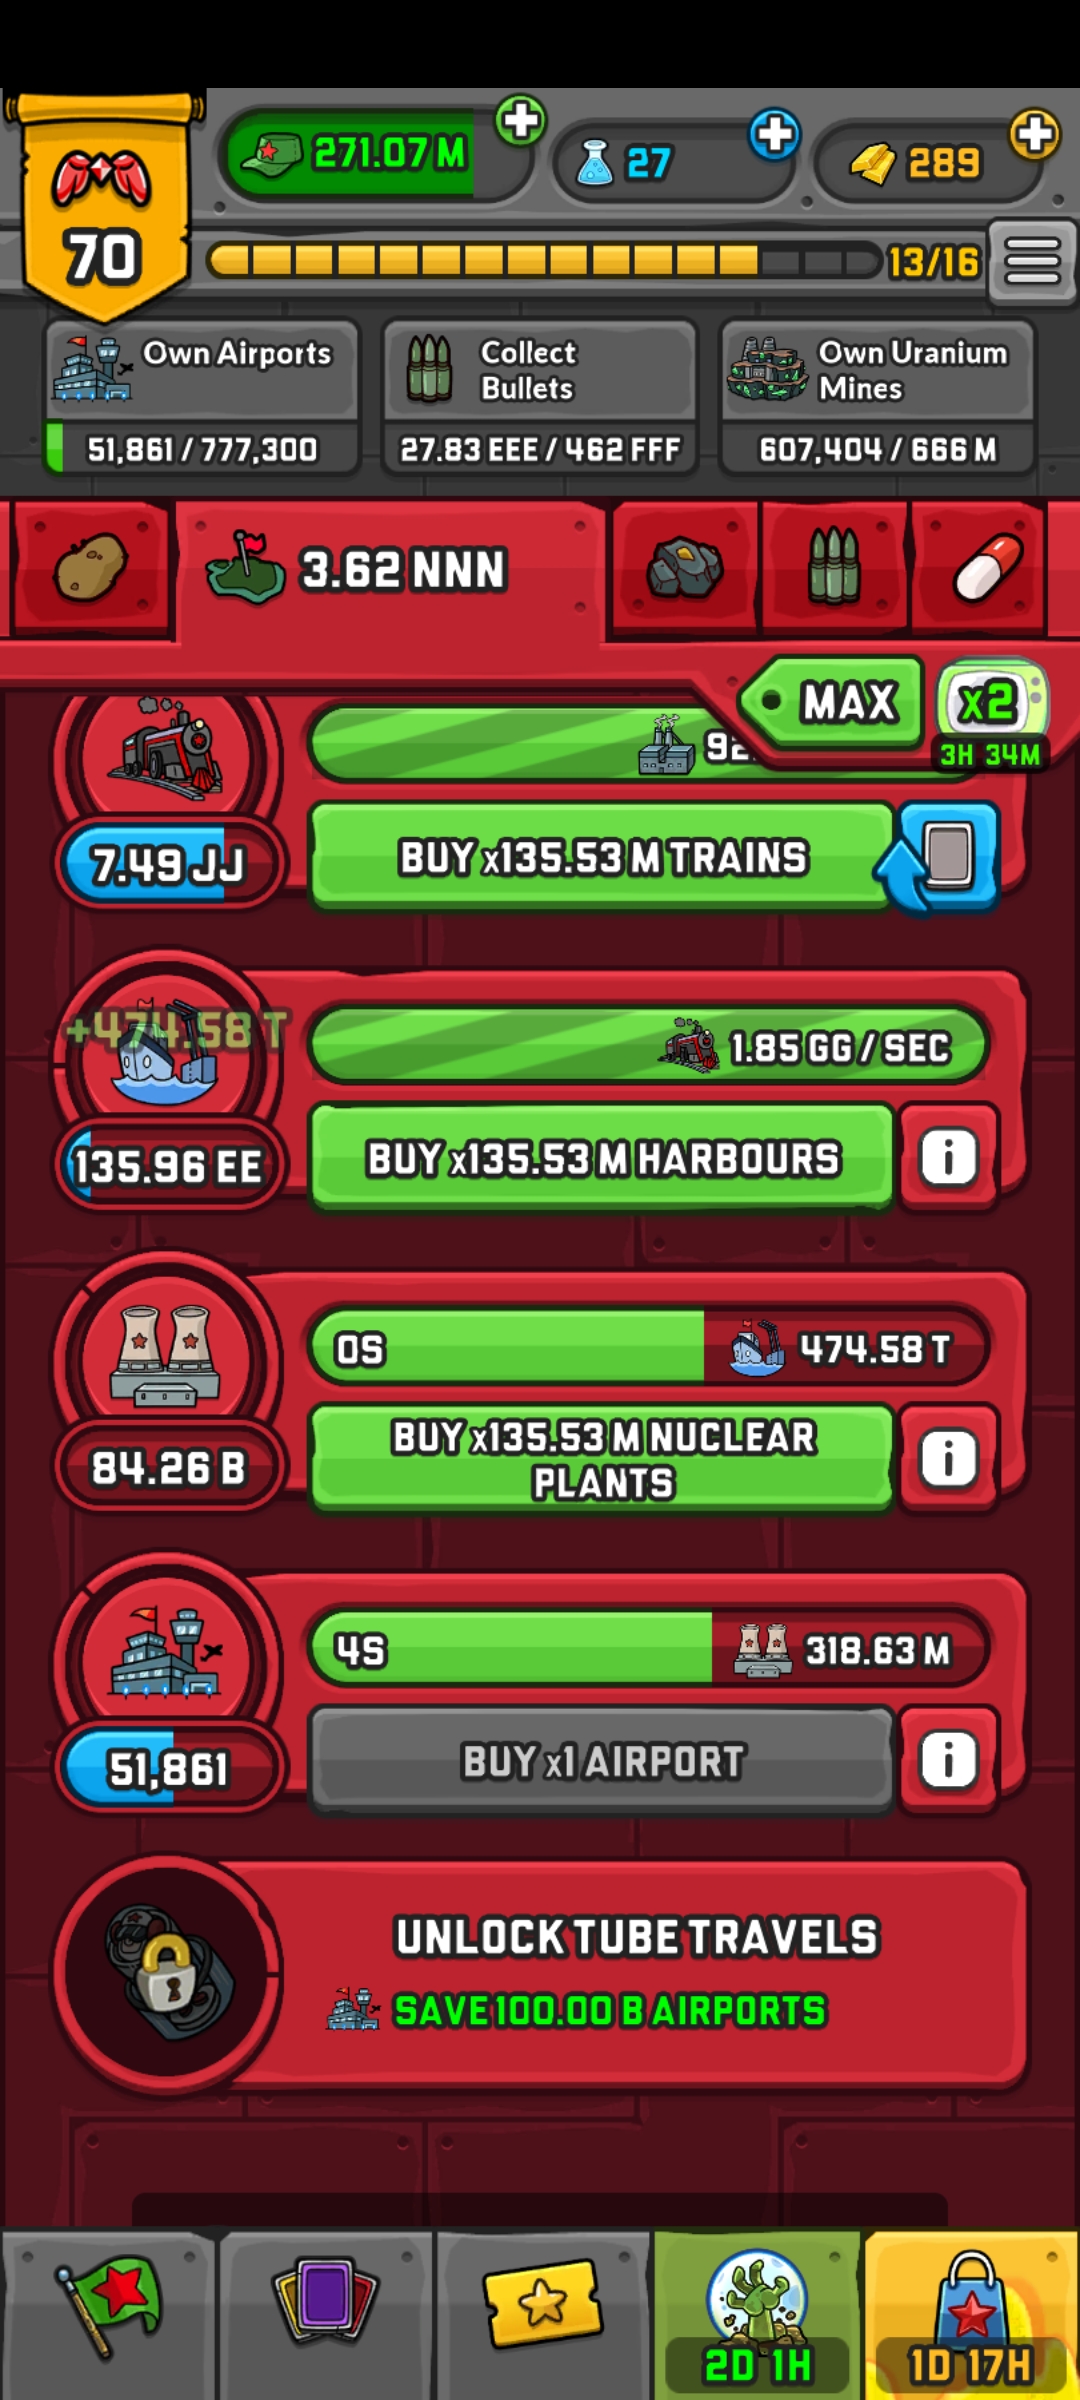 271.07 M
27
289
70
13/16
Own Airports
51,861 / 777,300
Collect
Bullets
27.83 EEE / 462 FFF
Own Uranium
Mines
607,404 / 666 M
3.62 NNN
MAX
x2
3H 34M
92
7.49 JJ
BUY x135.53 M TRAINS
+474.58 T
1.85 GG / SEC
135.96 EE
BUY x135.53 M HARBOURS
i
0S
474.58 T
84.26 B
BUY x135.53 M NUCLEAR
PLANTS
i
4S
318.63 M
51,861
BUY x1 AIRPORT
i
UNLOCK TUBE TRAVELS
SAVE 100.00 B AIRPORTS
2D 1H
1D 17H